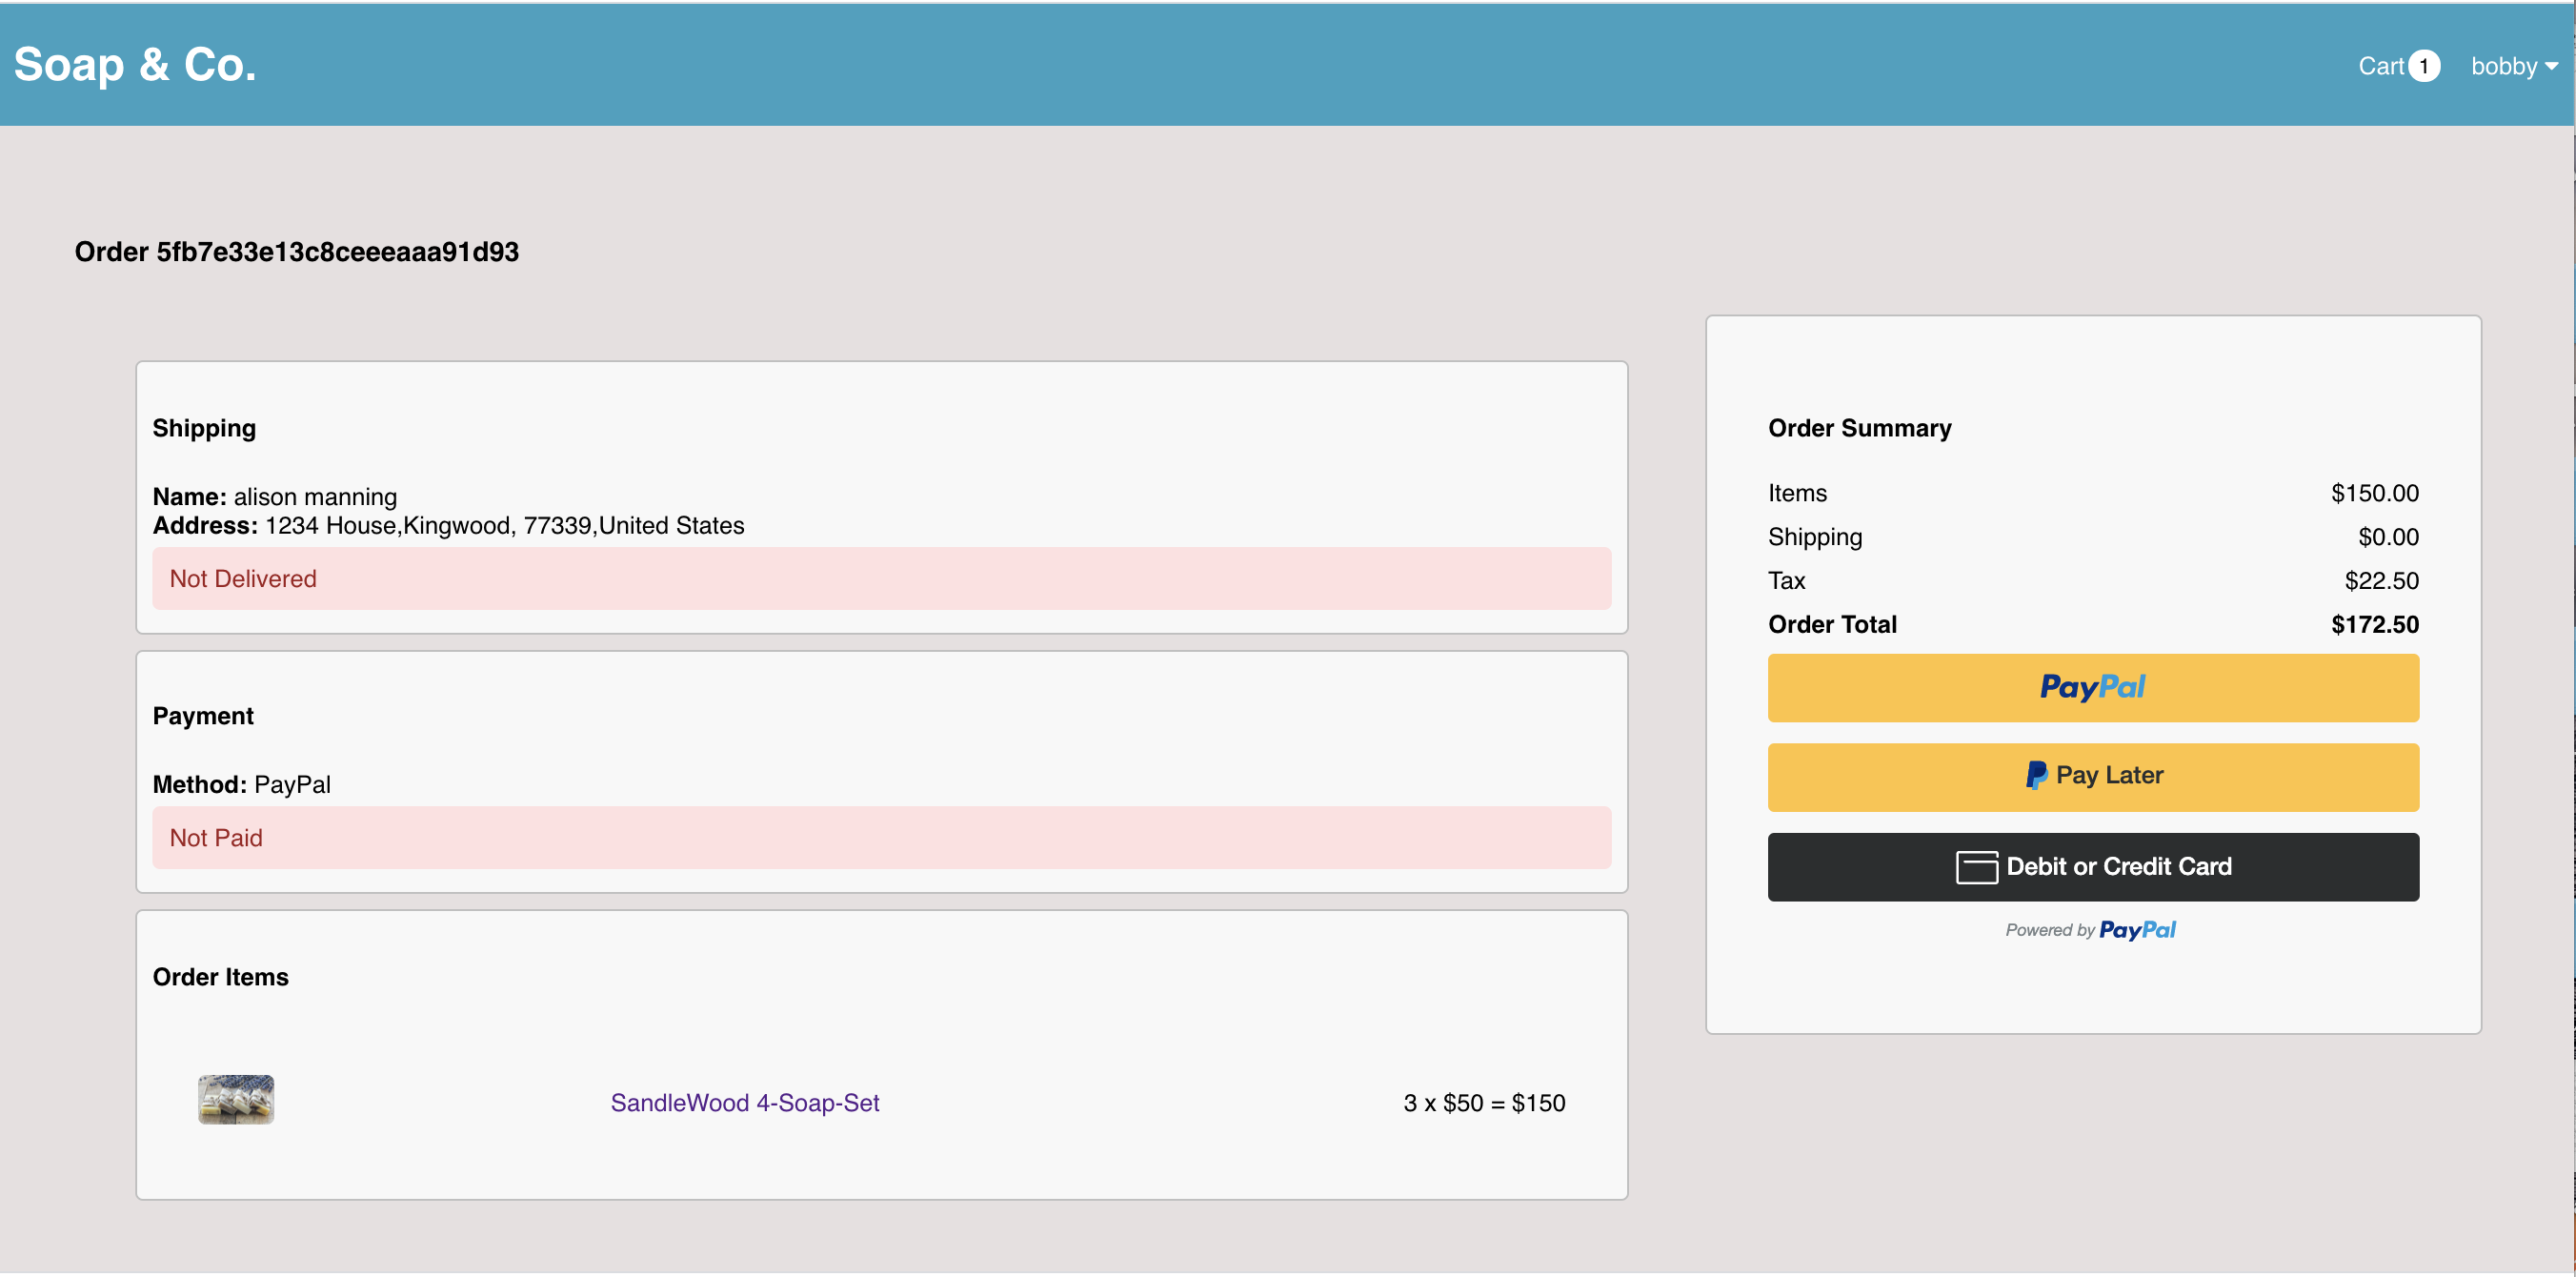 Soap & Co.
Cart 1 bobby
Order 5fb7e33e13c8ceeeaaa91d93
Shipping
Name: alison manning
Address: 1234 House,Kingwood, 77339,United States
Not Delivered
Payment
Method: PayPal
Not Paid
Order Items
SandleWood 4-Soap-Set 3 x $50 = $150
Order Summary
Items $150.00
Shipping $0.00
Tax $22.50
Order Total $172.50
PayPal
Pay Later
Debit or Credit Card
Powered by PayPal